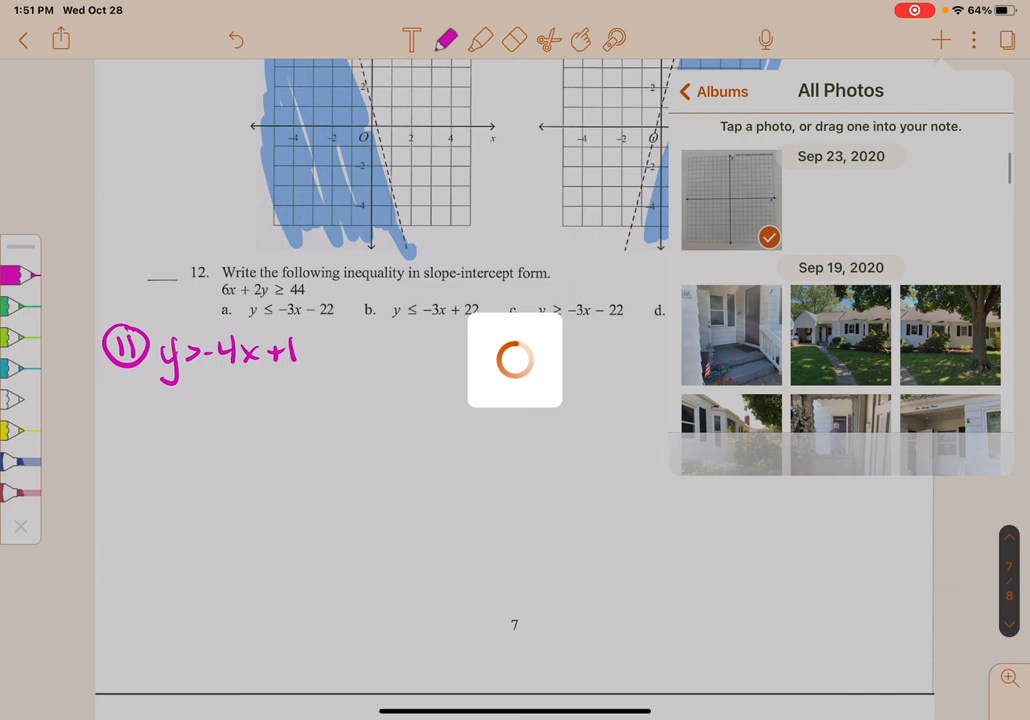 1:51 PM Wed Oct 28
64%
T
Albums
All Photos
Tap a photo, or drag one into your note.
Sep 23, 2020
Sep 19, 2020
2
-4 -2 O 2 4 x
-2
-4
2
-4 -2 O
-2
-4
12. Write the following inequality in slope-intercept form.
6x + 2y ≥ 44
a. y ≤ −3x − 22 b. y ≤ −3x + 22 c. y ≥ −3x − 22 d.
11 y>-4x+1
7
7
/
8